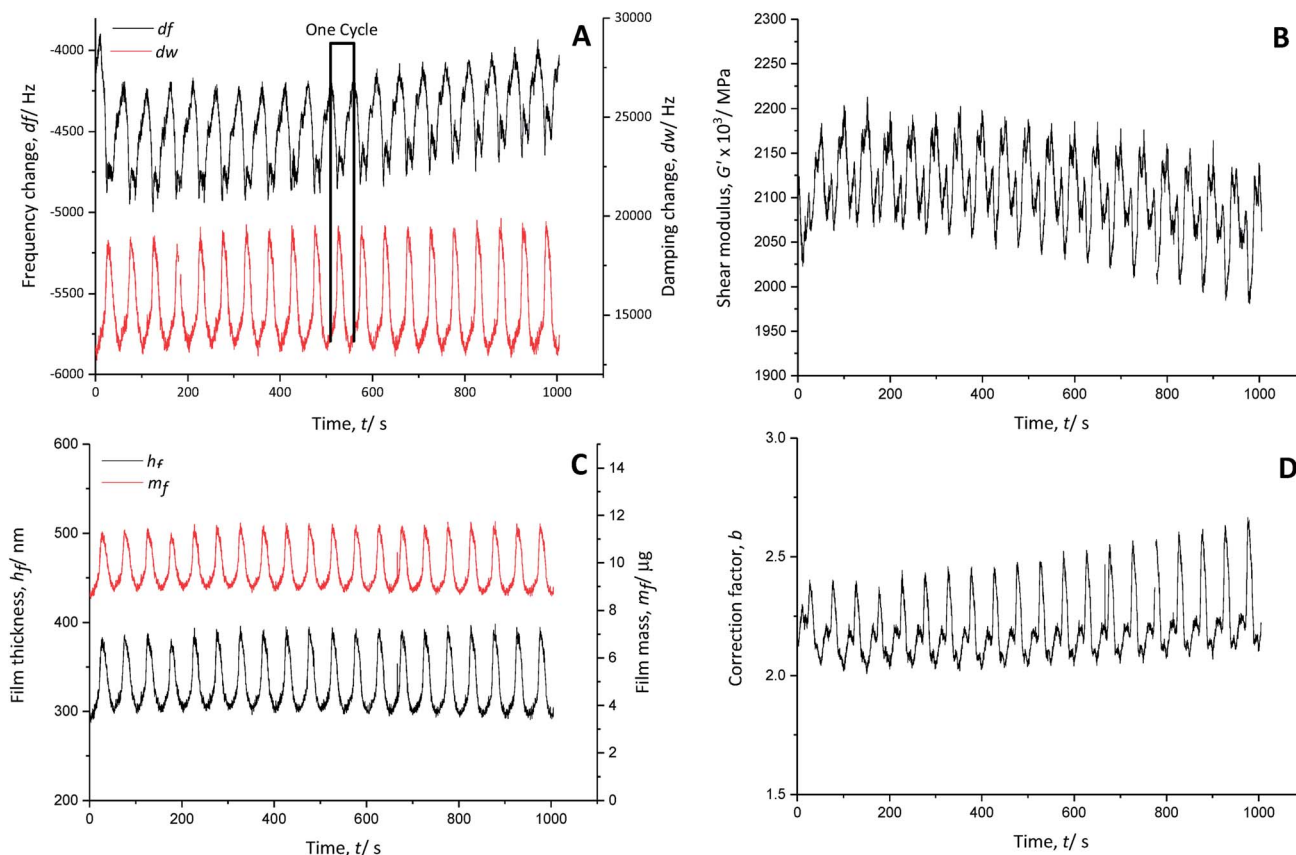 df
dw
One Cycle
A
30000
25000
20000
15000
Damping change, dw/ Hz
-4000
-4500
-5000
-5500
-6000
Frequency change, df/ Hz
0 200 400 600 800 1000
Time, t/ s
B
2300
2250
2200
2150
2100
2050
2000
1950
1900
Shear modulus, G' x 10³/ MPa
0 200 400 600 800 1000
Time, t/ s
hf
mf
C
600
500
400
300
200
Film thickness, hf/ nm
14
12
10
8
6
4
2
0
Film mass, mf/ µg
0 200 400 600 800 1000
Time, t/ s
D
3.0
2.5
2.0
1.5
Correction factor, b
0 200 400 600 800 1000
Time, t/ s